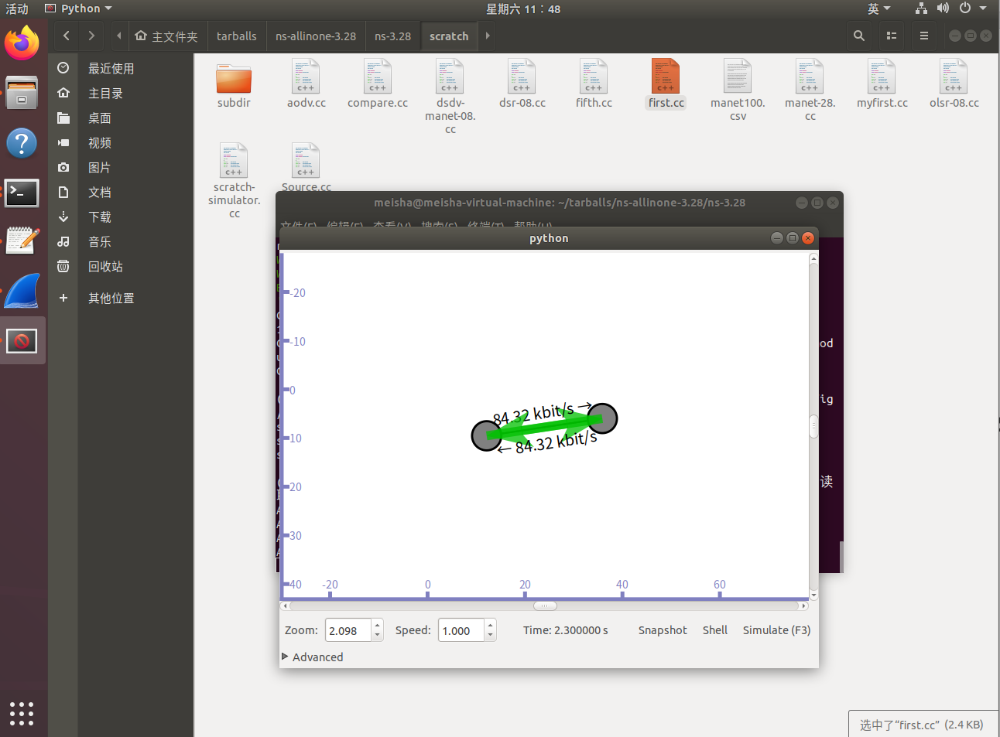 活动
Python
星期六 11：48
英
主文件夹
tarballs
ns-allinone-3.28
ns-3.28
scratch
最近使用
主目录
桌面
视频
图片
文档
下载
音乐
回收站
其他位置
subdir
aodv.cc
compare.cc
dsdv-
manet-08.
cc
dsr-08.cc
fifth.cc
first.cc
manet100.
csv
manet-28.
cc
myfirst.cc
olsr-08.cc
scratch-
simulator.
cc
Source.cc
meisha@meisha-virtual-machine: ~/tarballs/ns-allinone-3.28/ns-3.28
文件(F) 编辑(E) 查看(V) 搜索(S) 终端(T) 帮助(H)
python
od
ig
读
-20
-10
0
10
20
30
40
-20
0
20
40
60
84.32 kbit/s →
← 84.32 kbit/s
Zoom:
2.098
Speed:
1.000
Time: 2.300000 s
Snapshot
Shell
Simulate (F3)
Advanced
选中了“first.cc” (2.4 KB)